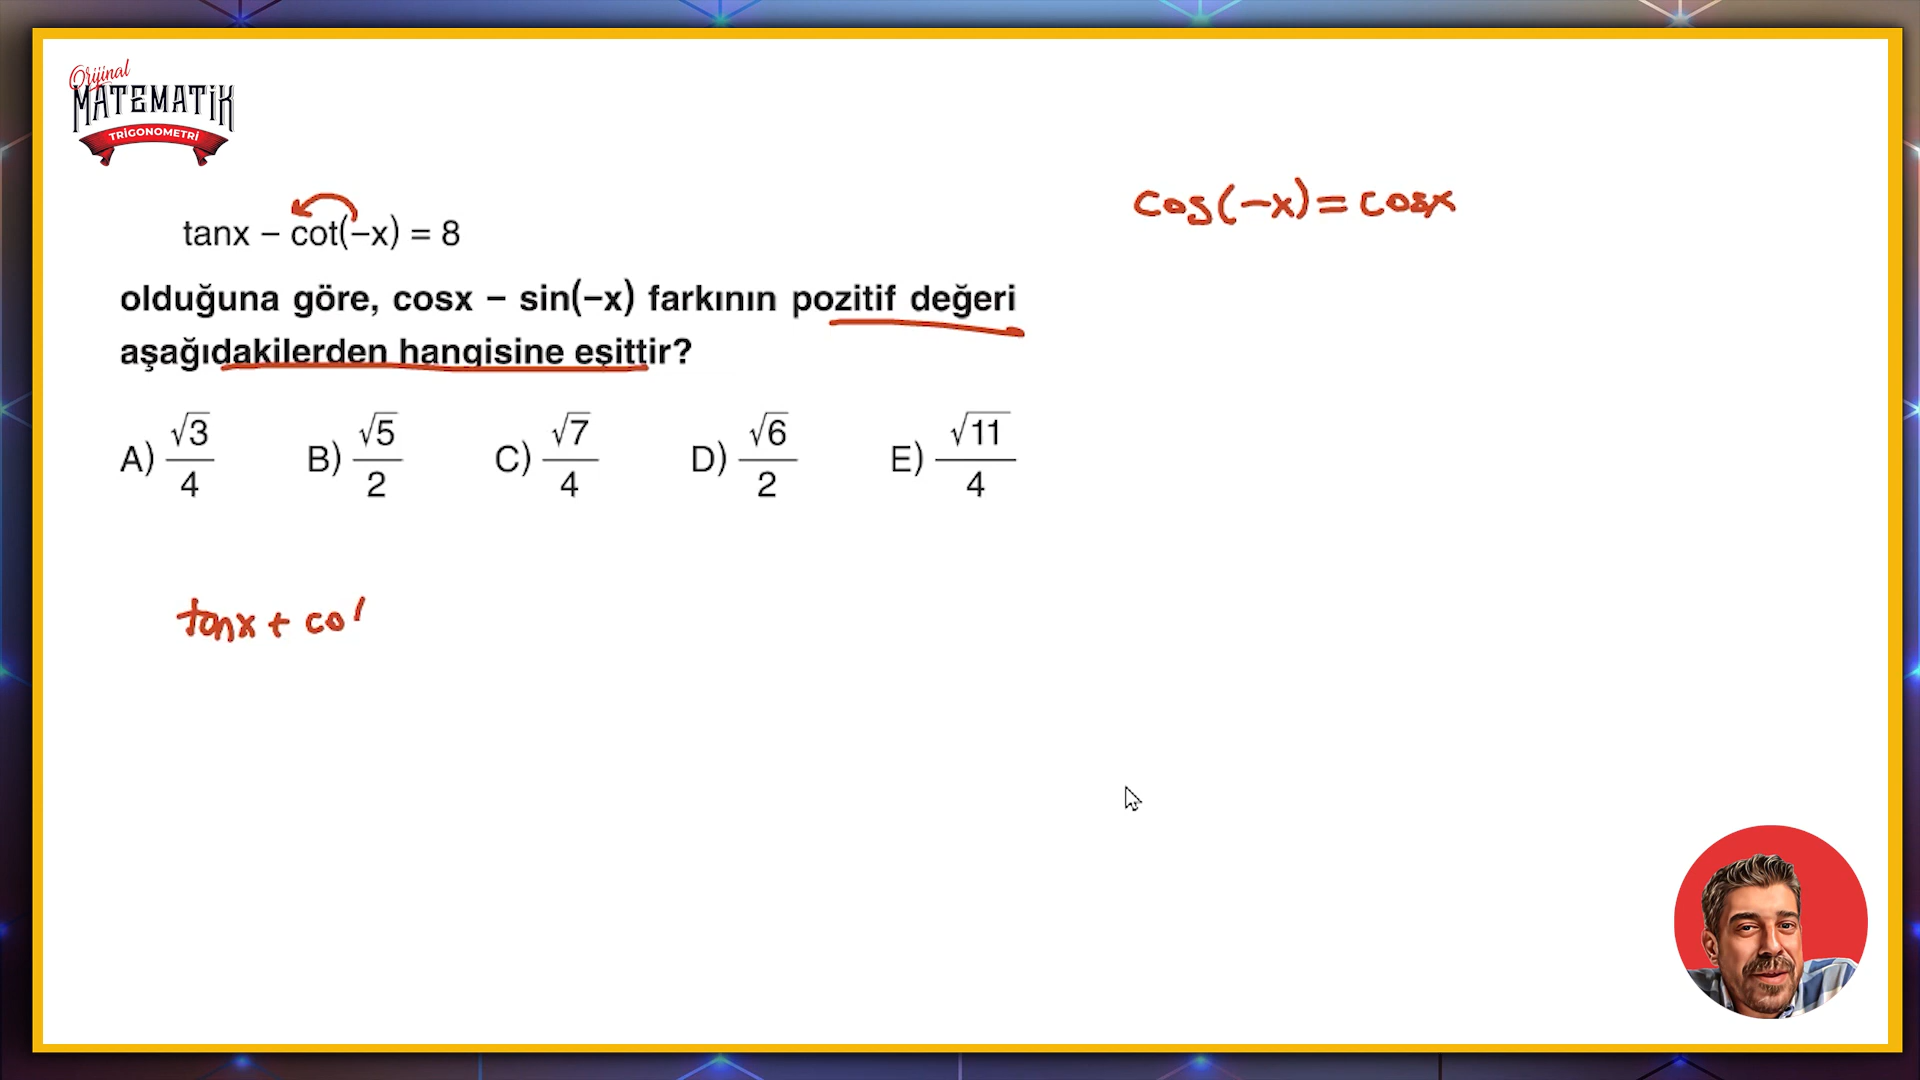 Orijinal
MATEMATİK
TRİGONOMETRİ
tanx − cot(−x) = 8
cos(−x) = cosx
olduğuna göre, cosx − sin(−x) farkının pozitif değeri
aşağıdakilerden hangisine eşittir?
A) √3/4 B) √5/2 C) √7/4 D) √6/2 E) √11/4
tanx + co